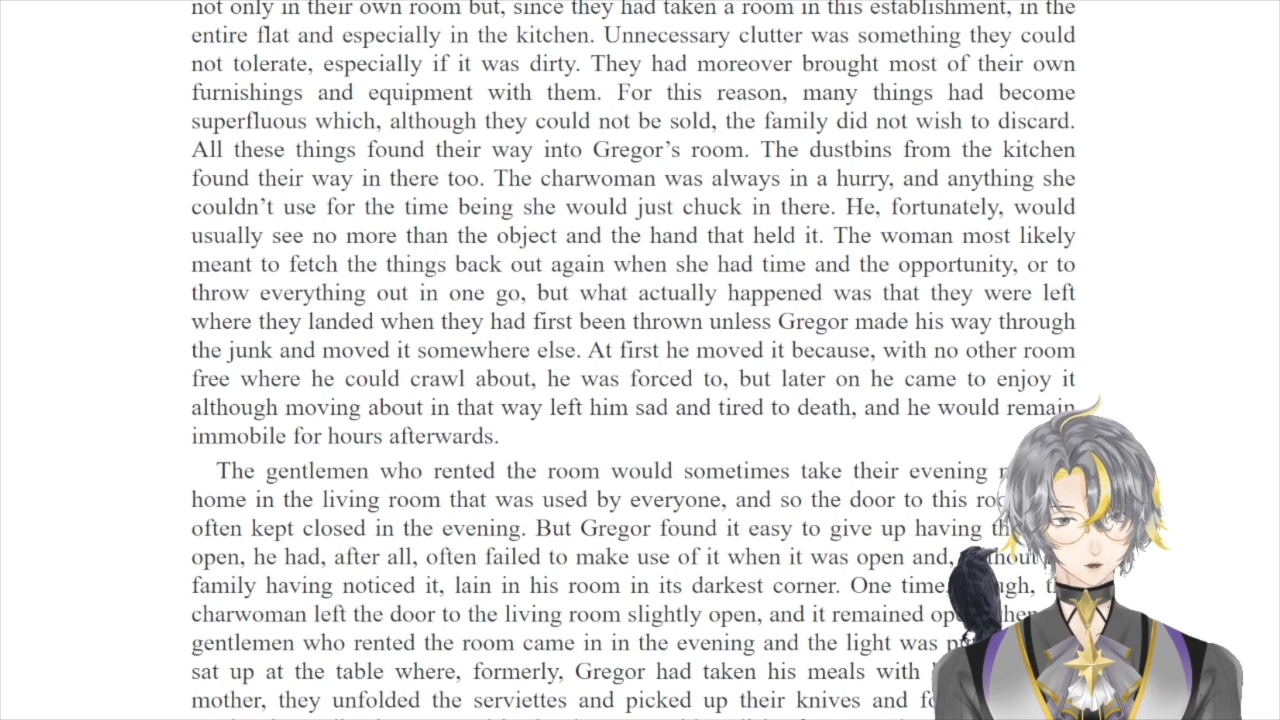 not only in their own room but, since they had taken a room in this establishment, in the
entire flat and especially in the kitchen. Unnecessary clutter was something they could
not tolerate, especially if it was dirty. They had moreover brought most of their own
furnishings and equipment with them. For this reason, many things had become
superfluous which, although they could not be sold, the family did not wish to discard.
All these things found their way into Gregor’s room. The dustbins from the kitchen
found their way in there too. The charwoman was always in a hurry, and anything she
couldn’t use for the time being she would just chuck in there. He, fortunately, would
usually see no more than the object and the hand that held it. The woman most likely
meant to fetch the things back out again when she had time and the opportunity, or to
throw everything out in one go, but what actually happened was that they were left
where they landed when they had first been thrown unless Gregor made his way through
the junk and moved it somewhere else. At first he moved it because, with no other room
free where he could crawl about, he was forced to, but later on he came to enjoy it
although moving about in that way left him sad and tired to death, and he would remain
immobile for hours afterwards.
The gentlemen who rented the room would sometimes take their evening
home in the living room that was used by everyone, and so the door to this
often kept closed in the evening. But Gregor found it easy to give up having
open, he had, after all, often failed to make use of it when it was open and,
family having noticed it, lain in his room in its darkest corner. One time,
charwoman left the door to the living room slightly open, and it remained
gentlemen who rented the room came in in the evening and the light was
sat up at the table where, formerly, Gregor had taken his meals with
mother, they unfolded the serviettes and picked up their knives and